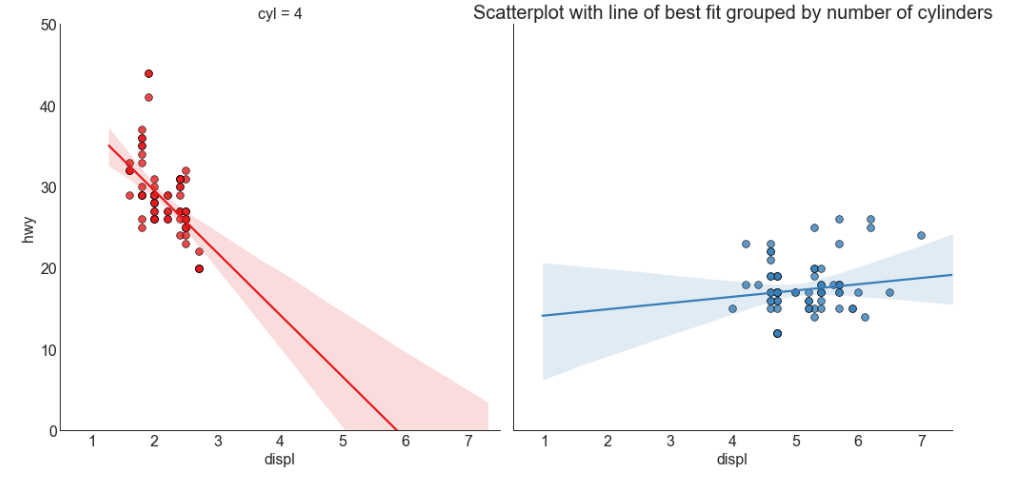 cyl = 4
Scatterplot with line of best fit grouped by number of cylinders
50
40
30
20
10
0
hwy
1 2 3 4 5 6 7
displ
1 2 3 4 5 6 7
displ